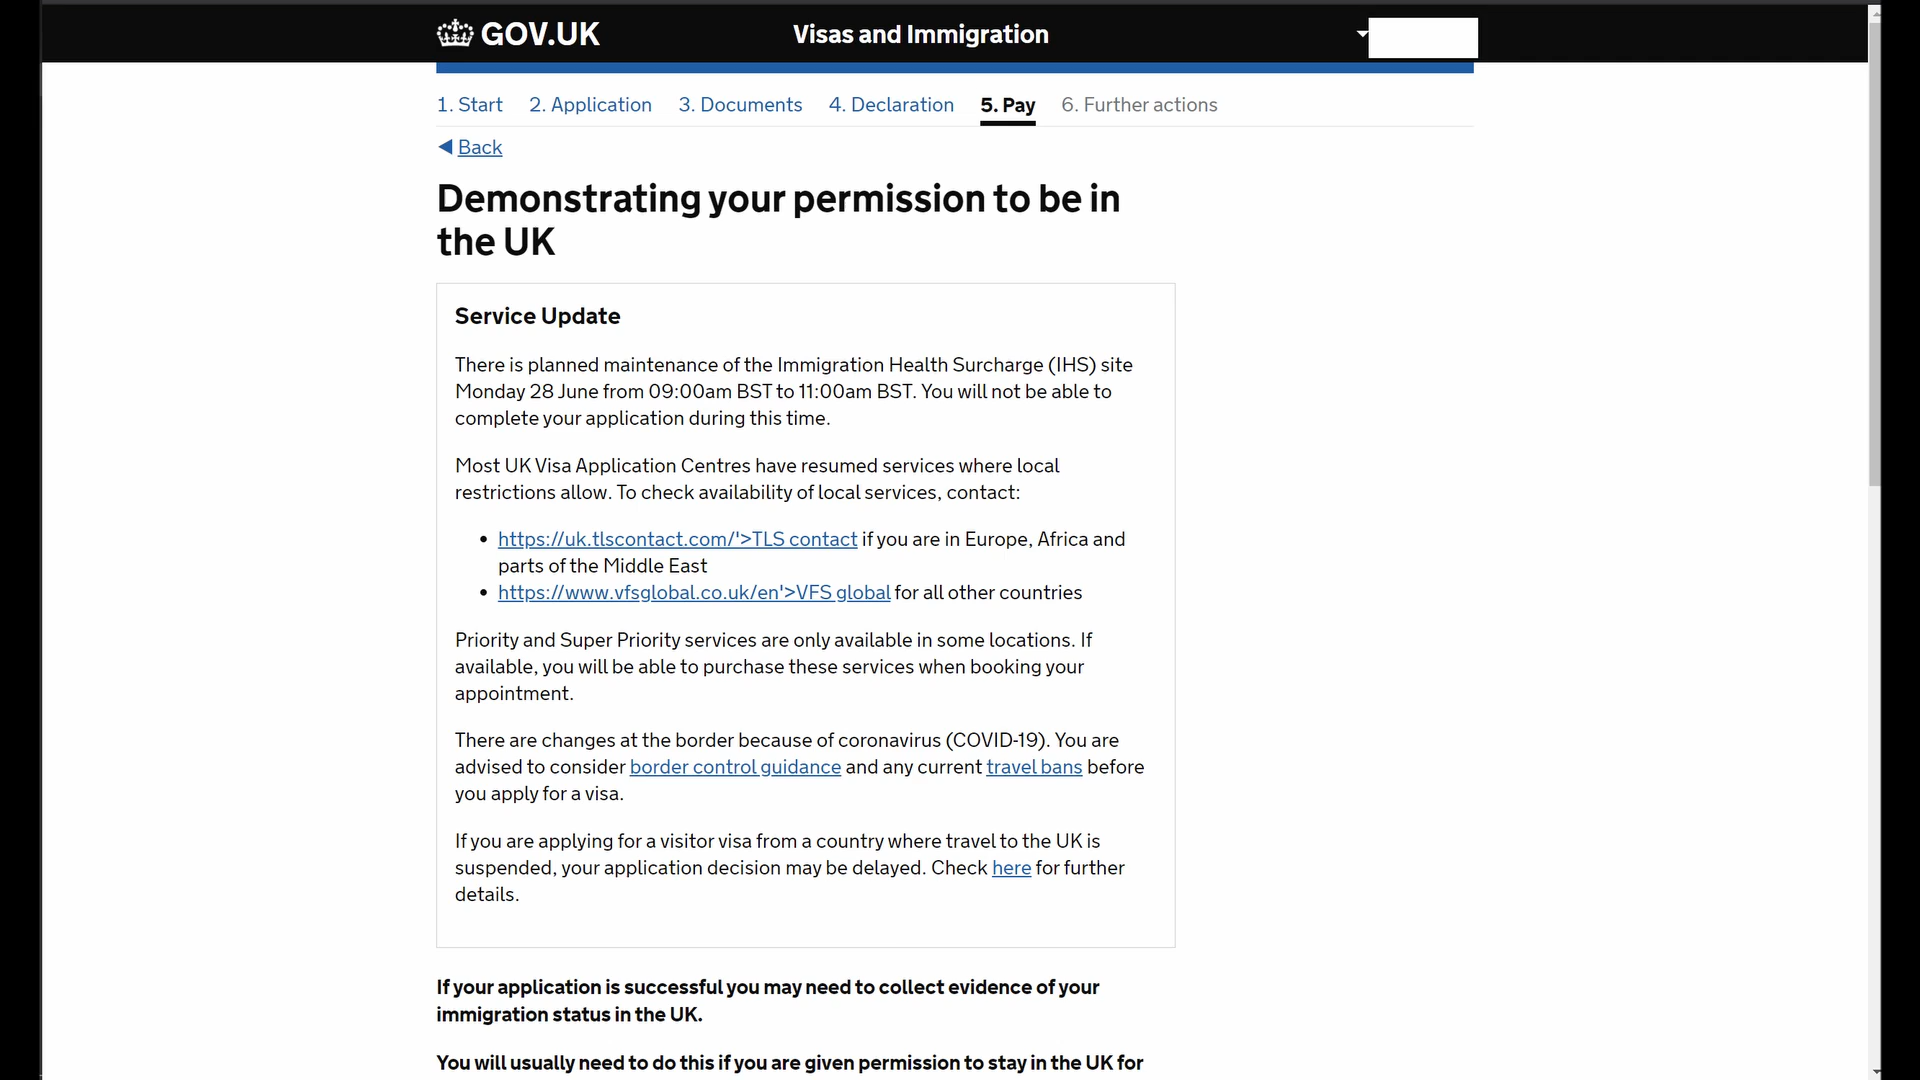 GOV.UK
Visas and Immigration
1. Start 2. Application 3. Documents 4. Declaration 5. Pay 6. Further actions
Back
Demonstrating your permission to be in
the UK
Service Update
There is planned maintenance of the Immigration Health Surcharge (IHS) site
Monday 28 June from 09:00am BST to 11:00am BST. You will not be able to
complete your application during this time.
Most UK Visa Application Centres have resumed services where local
restrictions allow. To check availability of local services, contact:
• https://uk.tlscontact.com/'>TLS contact if you are in Europe, Africa and
parts of the Middle East
• https://www.vfsglobal.co.uk/en'>VFS global for all other countries
Priority and Super Priority services are only available in some locations. If
available, you will be able to purchase these services when booking your
appointment.
There are changes at the border because of coronavirus (COVID-19). You are
advised to consider border control guidance and any current travel bans before
you apply for a visa.
If you are applying for a visitor visa from a country where travel to the UK is
suspended, your application decision may be delayed. Check here for further
details.
If your application is successful you may need to collect evidence of your
immigration status in the UK.
You will usually need to do this if you are given permission to stay in the UK for